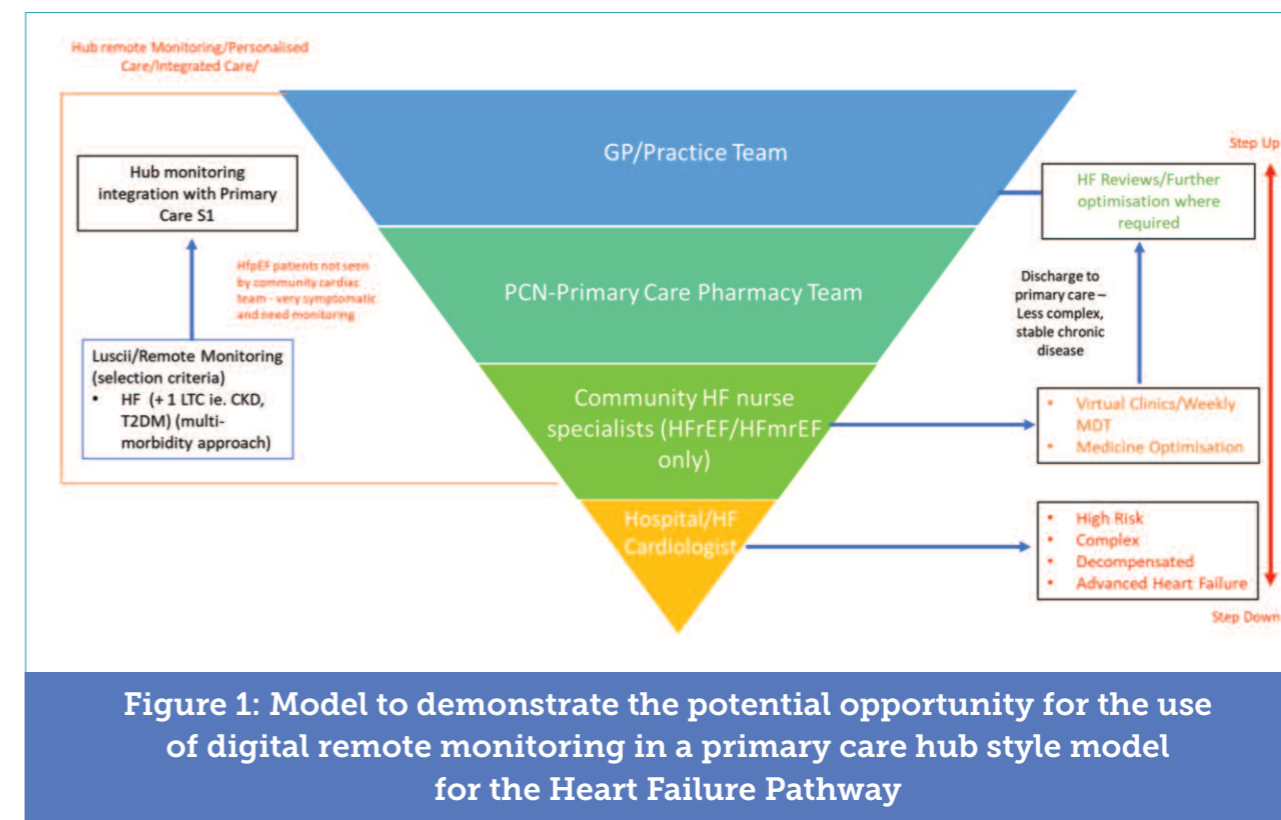 Hub remote Monitoring/Personalised
Care/Integrated Care/
Hub monitoring
integration with Primary
Care S1
HfpEF patients not seen
by community cardiac
team - very symptomatic
and need monitoring
Luscii/Remote Monitoring
(selection criteria)
• HF (+ 1 LTC ie. CKD,
T2DM) (multi-
morbidity approach)
GP/Practice Team
PCN-Primary Care Pharmacy Team
Community HF nurse
specialists (HFrEF/HFmrEF
only)
Hospital/HF
Cardiologist
Step Up
HF Reviews/Further
optimisation where
required
Discharge to
primary care –
Less complex,
stable chronic
disease
• Virtual Clinics/Weekly
MDT
• Medicine Optimisation
• High Risk
• Complex
• Decompensated
• Advanced Heart Failure
Step Down
Figure 1: Model to demonstrate the potential opportunity for the use
of digital remote monitoring in a primary care hub style model
for the Heart Failure Pathway